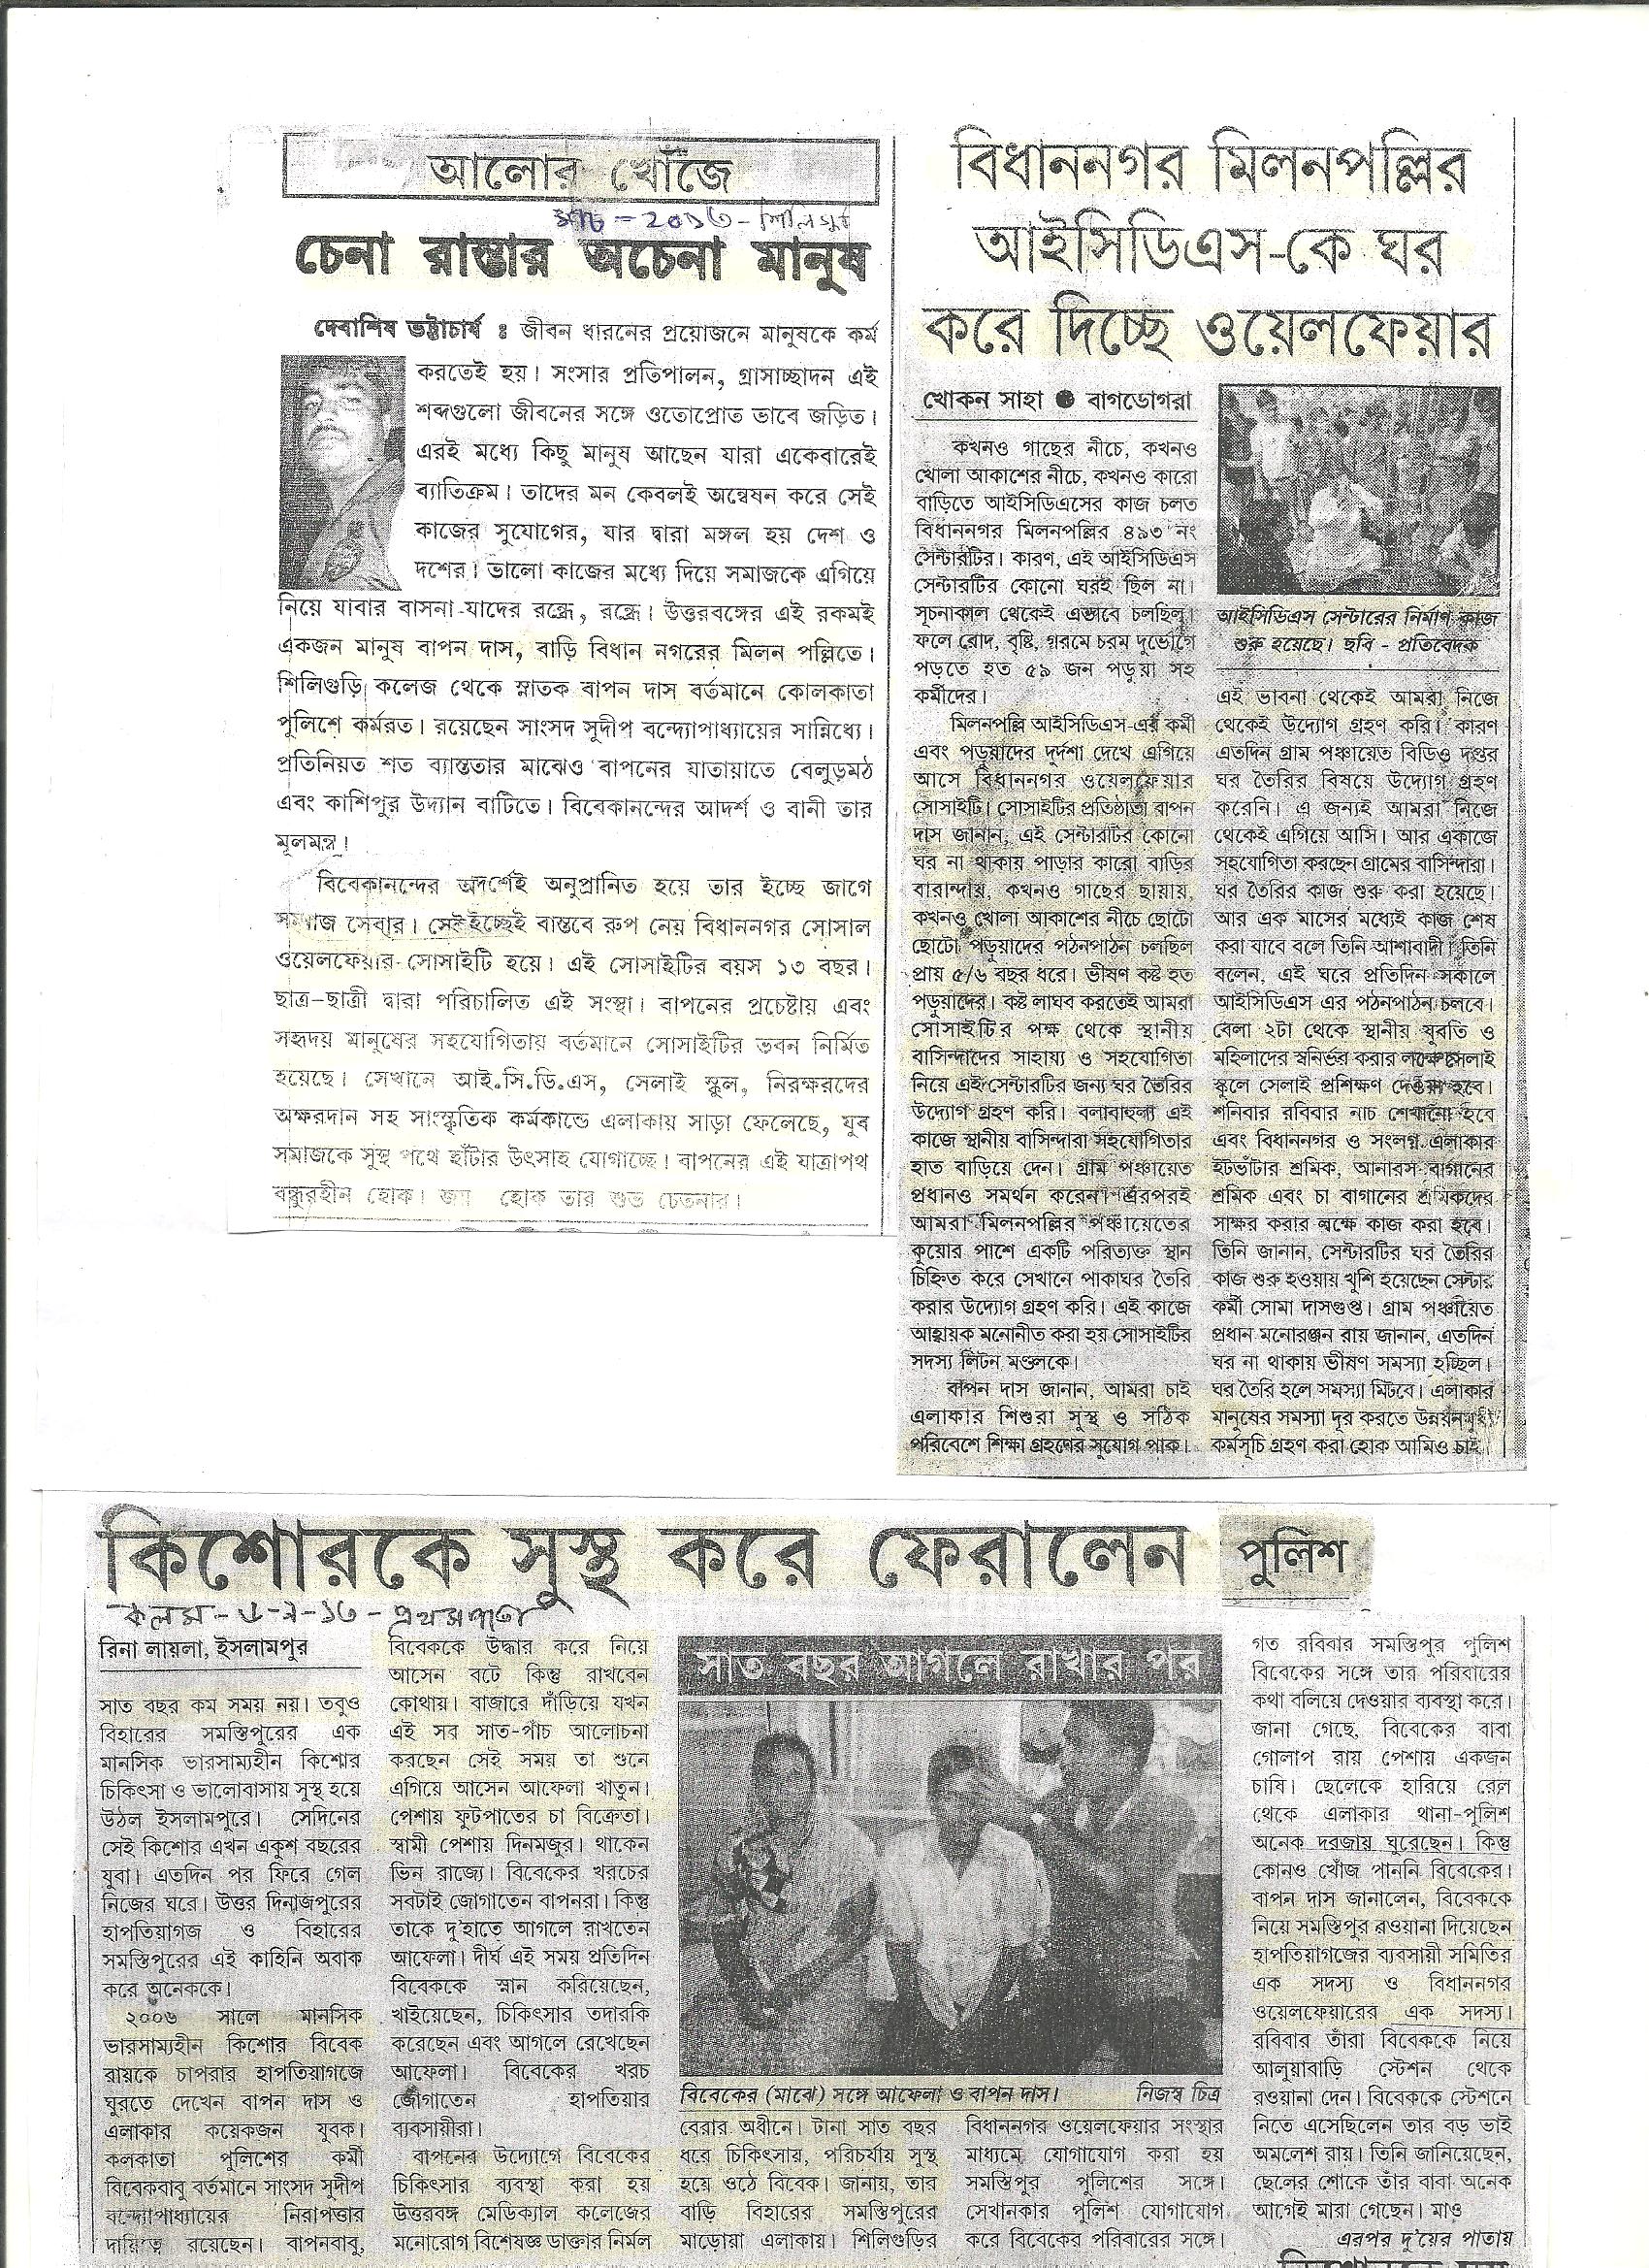 আলোর খোঁজে
চেনা রাস্তার অচেনা মানুষ
দেবাশিষ ভট্টাচার্য ঃ জীবন ধারনের প্রয়োজনে মানুষকে কর্ম
করতেই হয়। সংসার প্রতিপালন, গ্রাসাচ্ছাদন এই
শব্দগুলো জীবনের সঙ্গে ওতোপ্রোত ভাবে জড়িত।
এরই মধ্যে কিছু মানুষ আছেন যারা একেবারেই
ব্যাতিক্রম। তাদের মন কেবলই অন্বেষন করে সেই
কাজের সুযোগের, যার দ্বারা মঙ্গল হয় দেশ ও
দশের। ভালো কাজের মধ্যে দিয়ে সমাজকে এগিয়ে
নিয়ে যাবার বাসনা যাদের রন্ধ্রে, রন্ধ্রে। উত্তরবঙ্গের এই রকমই
একজন মানুষ বাপন দাস, বাড়ি বিধান নগরের মিলন পল্লিতে।
শিলিগুড়ি কলেজ থেকে স্নাতক বাপন দাস বর্তমানে কোলকাতা
পুলিশে কর্মরত। রয়েছেন সাংসদ সুদীপ বন্দ্যোপাধ্যায়ের সান্নিধ্যে।
প্রতিনিয়ত শত ব্যাস্ততার মাঝেও বাপনের যাতায়াতে বেলুড়মঠ
এবং কাশিপুর উদ্যান বাটিতে। বিবেকানন্দের আদর্শ ও বানী তার
মূলমন্ত্র।
বিবেকানন্দের আদর্শেই অনুপ্রানিত হয়ে তার ইচ্ছে জাগে
সমাজ সেবার। সেই ইচ্ছেই বাস্তবে রুপ নেয় বিধাননগর সোসাল
ওয়েলফেয়ার সোসাইটি হয়ে। এই সোসাইটির বয়স ১৩ বছর।
ছাত্র-ছাত্রী দ্বারা পরিচালিত এই সংস্থা। বাপনের প্রচেষ্টায় এবং
সহৃদয় মানুষের সহযোগিতায় বর্তমানে সোসাইটির ভবন নির্মিত
হয়েছে। সেখানে আই.সি.ডি.এস, সেলাই স্কুল, নিরক্ষরদের
অক্ষরদান সহ সাংস্কৃতিক কর্মকান্ডে এলাকায় সাড়া ফেলেছে, যুব
সমাজকে সুস্থ পথে হাঁটার উৎসাহ যোগাচ্ছে। বাপনের এই যাত্রাপথ
বন্ধুরহীন হোক। জয় হোক তার শুভ চেতনার।
বিধাননগর মিলনপল্লির
আইসিডিএস-কে ঘর
করে দিচ্ছে ওয়েলফেয়ার
খোকন সাহা ● বাগডোগরা
কখনও গাছের নীচে, কখনও
খোলা আকাশের নীচে, কখনও কারো
বাড়িতে আইসিডিএসের কাজ চলত
বিধাননগর মিলনপল্লির ৪৯৩ নং
সেন্টারটির। কারণ, এই আইসিডিএস
সেন্টারটির কোনো ঘরই ছিল না।
সূচনাকাল থেকেই এভাবে চলছিল।
ফলে রোদ, বৃষ্টি, গরমে চরম দুর্ভোগে
পড়তে হত ৫৯ জন পড়ুয়া সহ
কর্মীদের।
মিলনপল্লি আইসিডিএস-এর কর্মী
এবং পড়ুয়াদের দুর্দশা দেখে এগিয়ে
আসে বিধাননগর ওয়েলফেয়ার
সোসাইটি। সোসাইটির প্রতিষ্ঠাতা বাপন
দাস জানান, এই সেন্টারটির কোনো
ঘর না থাকায় পাড়ার কারো বাড়ির
বারান্দায়, কখনও গাছের ছায়ায়,
কখনও খোলা আকাশের নীচে ছোটো
ছোটো পড়ুয়াদের পঠনপাঠন চলছিল
প্রায় ৫/৬ বছর ধরে। ভীষণ কষ্ট হত
পড়ুয়াদের। কষ্ট লাঘব করতেই আমরা
সোসাইটির পক্ষ থেকে স্থানীয়
বাসিন্দাদের সাহায্য ও সহযোগিতা
নিয়ে এই সেন্টারটির জন্য ঘর তৈরির
উদ্যোগ গ্রহণ করি। বলাবাহুল্য এই
কাজে স্থানীয় বাসিন্দারা সহযোগিতার
হাত বাড়িয়ে দেন। গ্রাম পঞ্চায়েত
প্রধানও সমর্থন করেন। এরপরই
আমরা মিলনপল্লির পঞ্চায়েতের
কূয়োর পাশে একটি পরিত্যক্ত স্থান
চিহ্নিত করে সেখানে পাকাঘর তৈরি
করার উদ্যোগ গ্রহণ করি। এই কাজে
আহ্বায়ক মনোনীত করা হয় সোসাইটির
সদস্য লিটন মণ্ডলকে।
বাপন দাস জানান, আমরা চাই
এলাকার শিশুরা সুস্থ ও সঠিক
পরিবেশে শিক্ষা গ্রহণের সুযোগ পাক।
আইসিডিএস সেন্টারের নির্মাণ কাজ
শুরু হয়েছে। ছবি - প্রতিবেদক
এই ভাবনা থেকেই আমরা নিজে
থেকেই উদ্যোগ গ্রহণ করি। কারণ
এতদিন গ্রাম পঞ্চায়েত বিডিও দপ্তর
ঘর তৈরির বিষয়ে উদ্যোগ গ্রহণ
করেনি। এ জন্যই আমরা নিজে
থেকেই এগিয়ে আসি। আর একাজে
সহযোগিতা করছেন গ্রামের বাসিন্দারা।
ঘর তৈরির কাজ শুরু করা হয়েছে।
আর এক মাসের মধ্যেই কাজ শেষ
করা যাবে বলে তিনি আশাবাদী। তিনি
বলেন, এই ঘরে প্রতিদিন সকালে
আইসিডিএস এর পঠনপাঠন চলবে।
বেলা ২টা থেকে স্থানীয় যুবতি ও
মহিলাদের স্বনির্ভর করার লক্ষে সেলাই
স্কুলে সেলাই প্রশিক্ষণ দেওয়া হবে।
শনিবার রবিবার নাচ শেখানো হবে
এবং বিধাননগর ও সংলগ্ন এলাকার
ইটভাঁটার শ্রমিক, আনারস বাগানের
শ্রমিক এবং চা বাগানের শ্রমিকদের
সাক্ষর করার লক্ষে কাজ করা হবে।
তিনি জানান, সেন্টারটির ঘর তৈরির
কাজ শুরু হওয়ায় খুশি হয়েছেন সেন্টার
কর্মী সোমা দাসগুপ্ত। গ্রাম পঞ্চায়েত
প্রধান মনোরঞ্জন রায় জানান, এতদিন
ঘর না থাকায় ভীষণ সমস্যা হচ্ছিল।
ঘর তৈরি হলে সমস্যা মিটবে। এলাকার
মানুষের সমস্যা দূর করতে উন্নয়নমুখী
কর্মসূচি গ্রহণ করা হোক আমিও চাই।
কিশোরকে সুস্থ করে ফেরালেন পুলিশ
কলম - ৬-২-১৩ - প্রথমপাতা
রিনা লায়লা, ইসলামপুর
সাত বছর কম সময় নয়। তবুও
বিহারের সমস্তিপুরের এক
মানসিক ভারসাম্যহীন কিশোর
চিকিৎসা ও ভালোবাসায় সুস্থ হয়ে
উঠল ইসলামপুরে। সেদিনের
সেই কিশোর এখন একুশ বছরের
যুবা। এতদিন পর ফিরে গেল
নিজের ঘরে। উত্তর দিনাজপুরের
হাপতিয়াগজ ও বিহারের
সমস্তিপুরের এই কাহিনি অবাক
করে অনেককে।
২০০৬ সালে মানসিক
ভারসাম্যহীন কিশোর বিবেক
রায়কে চাপরার হাপতিয়াগজে
ঘুরতে দেখেন বাপন দাস ও
এলাকার কয়েকজন যুবক।
কলকাতা পুলিশের কর্মী
বিবেকবাবু বর্তমানে সাংসদ সুদীপ
বন্দ্যোপাধ্যায়ের নিরাপত্তার
দায়িত্বে রয়েছেন। বাপনবাবু,
বিবেককে উদ্ধার করে নিয়ে
আসেন বটে কিন্তু রাখবেন
কোথায়। বাজারে দাঁড়িয়ে যখন
এই সব সাত-পাঁচ আলোচনা
করছেন সেই সময় তা শুনে
এগিয়ে আসেন আফেলা খাতুন।
পেশায় ফুটপাতের চা বিক্রেতা।
স্বামী পেশায় দিনমজুর। থাকেন
ভিন রাজ্যে। বিবেকের খরচের
সবটাই জোগাতেন বাপনরা। কিন্তু
তাকে দু'হাতে আগলে রাখতেন
আফেলা। দীর্ঘ এই সময় প্রতিদিন
বিবেককে স্নান করিয়েছেন,
খাইয়েছেন, চিকিৎসার তদারকি
করেছেন এবং আগলে রেখেছেন
আফেলা। বিবেকের খরচ
জোগাতেন হাপতিয়ার
ব্যবসায়ীরা।
বাপনের উদ্যোগে বিবেকের
চিকিৎসার ব্যবস্থা করা হয়
উত্তরবঙ্গ মেডিক্যাল কলেজের
মনোরোগ বিশেষজ্ঞ ডাক্তার নির্মল
সাত বছর আগলে রাখার পর
বিবেকের (মাঝে) সঙ্গে আফেলা ও বাপন দাস। নিজস্ব চিত্র
বেরার অধীনে। টানা সাত বছর
ধরে চিকিৎসায়, পরিচর্যায় সুস্থ
হয়ে ওঠে বিবেক। জানায়, তার
বাড়ি বিহারের সমস্তিপুরের
মাড়োয়া এলাকায়। শিলিগুড়ির
বিধাননগর ওয়েলফেয়ার সংস্থার
মাধ্যমে যোগাযোগ করা হয়
সমস্তিপুর পুলিশের সঙ্গে।
সেখানকার পুলিশ যোগাযোগ
করে বিবেকের পরিবারের সঙ্গে।
গত রবিবার সমস্তিপুর পুলিশ
বিবেকের সঙ্গে তার পরিবারের
কথা বলিয়ে দেওয়ার ব্যবস্থা করে।
জানা গেছে, বিবেকের বাবা
গোলাপ রায় পেশায় একজন
চাষি। ছেলেকে হারিয়ে রেল
থেকে এলাকার থানা-পুলিশ
অনেক দরজায় ঘুরেছেন। কিন্তু
কোনও খোঁজ পাননি বিবেকের।
বাপন দাস জানালেন, বিবেককে
নিয়ে সমস্তিপুর রওয়ানা দিয়েছেন
হাপতিয়াগজের ব্যবসায়ী সমিতির
এক সদস্য ও বিধাননগর
ওয়েলফেয়ারের এক সদস্য।
রবিবার তাঁরা বিবেককে নিয়ে
আলুয়াবাড়ি স্টেশন থেকে
রওয়ানা দেন। বিবেককে স্টেশনে
নিতে এসেছিলেন তার বড় ভাই
অমলেশ রায়। তিনি জানিয়েছেন,
ছেলের শোকে তাঁর বাবা অনেক
আগেই মারা গেছেন। মাও
এরপর দু'য়ের পাতায়